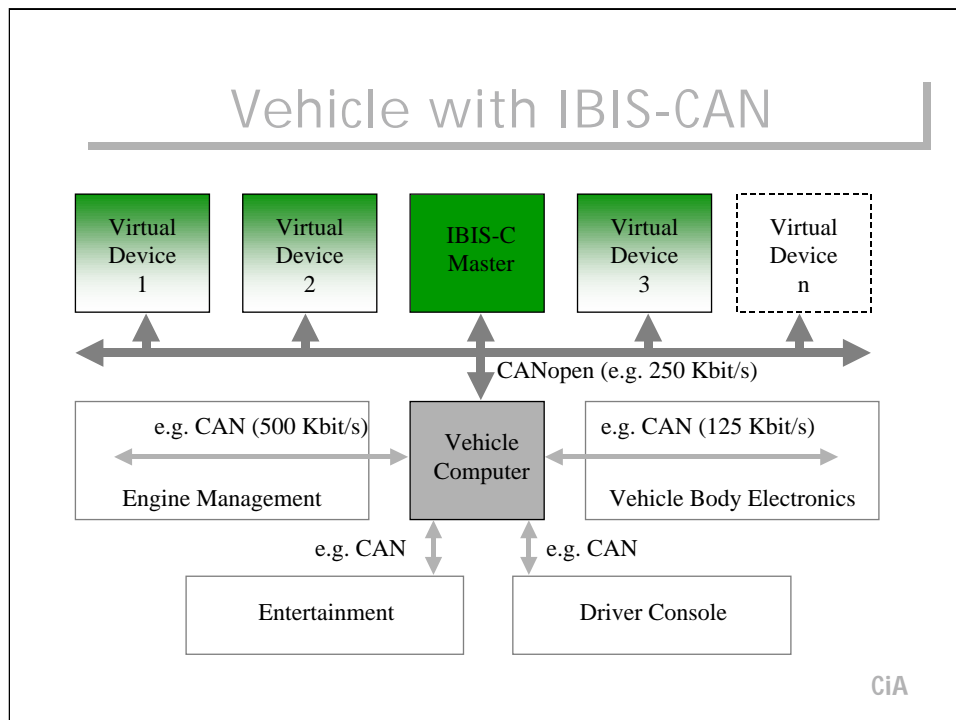 Vehicle with IBIS-CAN
Virtual
Device
1
Virtual
Device
2
IBIS-C
Master
Virtual
Device
3
Virtual
Device
n
CANopen (e.g. 250 Kbit/s)
e.g. CAN (500 Kbit/s)
Engine Management
Vehicle
Computer
e.g. CAN (125 Kbit/s)
Vehicle Body Electronics
e.g. CAN
e.g. CAN
Entertainment
Driver Console
CiA